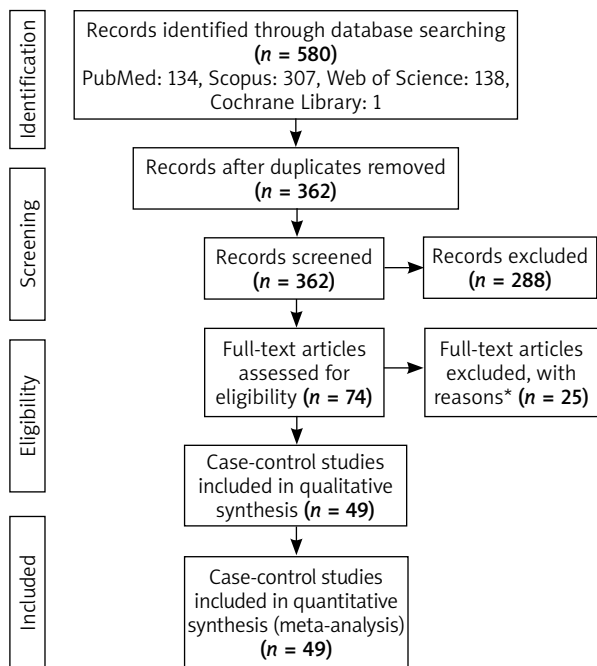 Identification
Records identified through database searching
(n = 580)
PubMed: 134, Scopus: 307, Web of Science: 138,
Cochrane Library: 1
Records after duplicates removed
(n = 362)
Screening
Records screened
(n = 362)
Records excluded
(n = 288)
Eligibility
Full-text articles
assessed for
eligibility (n = 74)
Full-text articles
excluded, with
reasons* (n = 25)
Case-control studies
included in qualitative
synthesis (n = 49)
Included
Case-control studies
included in quantitative
synthesis (meta-analysis)
(n = 49)